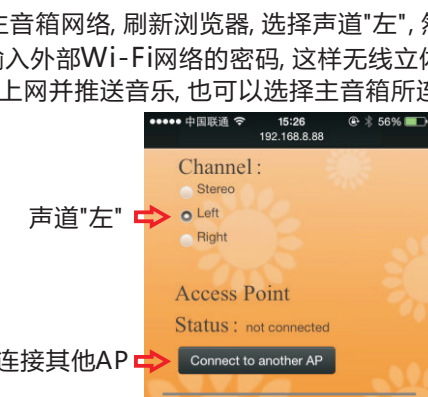 主音箱网络, 刷新浏览器, 选择声道"左",
输入外部Wi-Fi网络的密码, 这样无线立体
上网并推送音乐, 也可以选择主音箱所连
中国联通 15:26 56%
192.168.8.88
Channel :
Stereo
声道"左" Left
Right
Access Point
Status : not connected
连接其他AP Connect to another AP